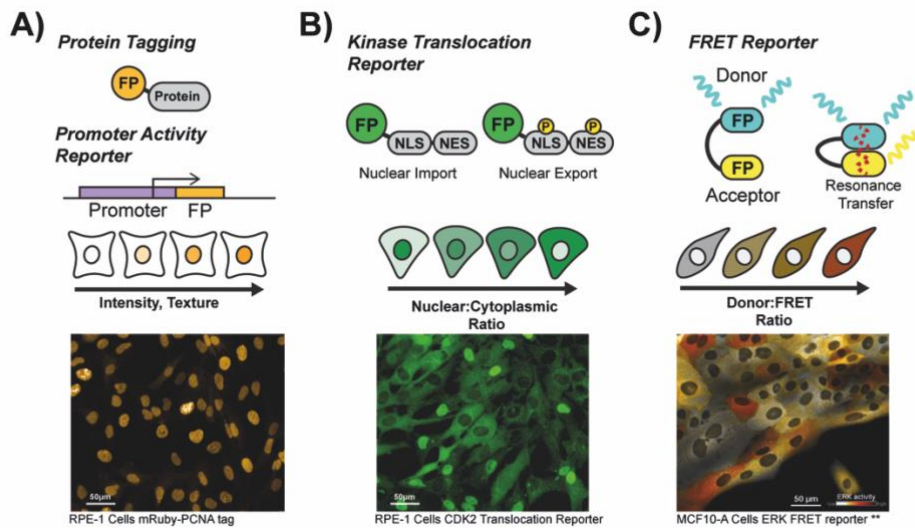 A)
Protein Tagging
FP
Protein
Promoter Activity
Reporter
Promoter
FP
Intensity, Texture
50µm
RPE-1 Cells mRuby-PCNA tag
B)
Kinase Translocation
Reporter
FP
NLS
NES
Nuclear Import
FP
P
P
NLS
NES
Nuclear Export
Nuclear:Cytoplasmic
Ratio
50µm
RPE-1 Cells CDK2 Translocation Reporter
C)
FRET Reporter
Donor
FP
FP
Acceptor
Resonance
Transfer
Donor:FRET
Ratio
ERK activity
50 µm
MCF10-A Cells ERK FRET reporter **